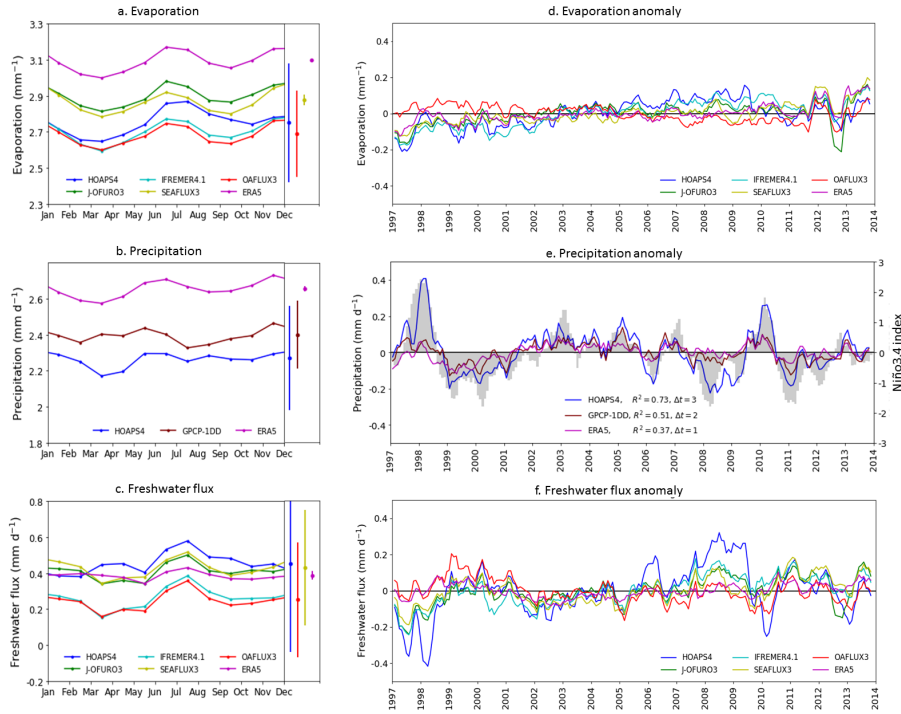 a. Evaporation
3.3
3.1
2.9
2.7
2.5
2.3
Evaporation (mm⁻¹)
HOAPS4 IFREMER4.1 OAFLUX3
J-OFURO3 SEAFLUX3 ERA5
Jan Feb Mar Apr May Jun Jul Aug Sep Oct Nov Dec
d. Evaporation anomaly
0.4
0.2
0
-0.2
-0.4
Evaporation (mm⁻¹)
HOAPS4 IFREMER4.1 OAFLUX3
J-OFURO3 SEAFLUX3 ERA5
1997 1998 1999 2000 2001 2002 2003 2004 2005 2006 2007 2008 2009 2010 2011 2012 2013 2014
b. Precipitation
2.6
2.4
2.2
2
1.8
Precipitation (mm d⁻¹)
HOAPS4 GPCP-1DD ERA5
Jan Feb Mar Apr May Jun Jul Aug Sep Oct Nov Dec
e. Precipitation anomaly
0.4
0.2
0
-0.2
-0.4
Precipitation (mm d⁻¹)
3
2
1
0
-1
-2
-3
Nino3.4 index
HOAPS4, R² = 0.73, Δt = 3
GPCP-1DD, R² = 0.51, Δt = 2
ERA5, R² = 0.37, Δt = 1
1997 1998 1999 2000 2001 2002 2003 2004 2005 2006 2007 2008 2009 2010 2011 2012 2013 2014
c. Freshwater flux
0.8
0.6
0.4
0.2
0
-0.2
Freshwater flux (mm d⁻¹)
HOAPS4 IFREMER4.1 OAFLUX3
J-OFURO3 SEAFLUX3 ERA5
Jan Feb Mar Apr May Jun Jul Aug Sep Oct Nov Dec
f. Freshwater flux anomaly
0.4
0.2
0
-0.2
-0.4
Freshwater flux (mm d⁻¹)
HOAPS4 IFREMER4.1 OAFLUX3
J-OFURO3 SEAFLUX3 ERA5
1997 1998 1999 2000 2001 2002 2003 2004 2005 2006 2007 2008 2009 2010 2011 2012 2013 2014